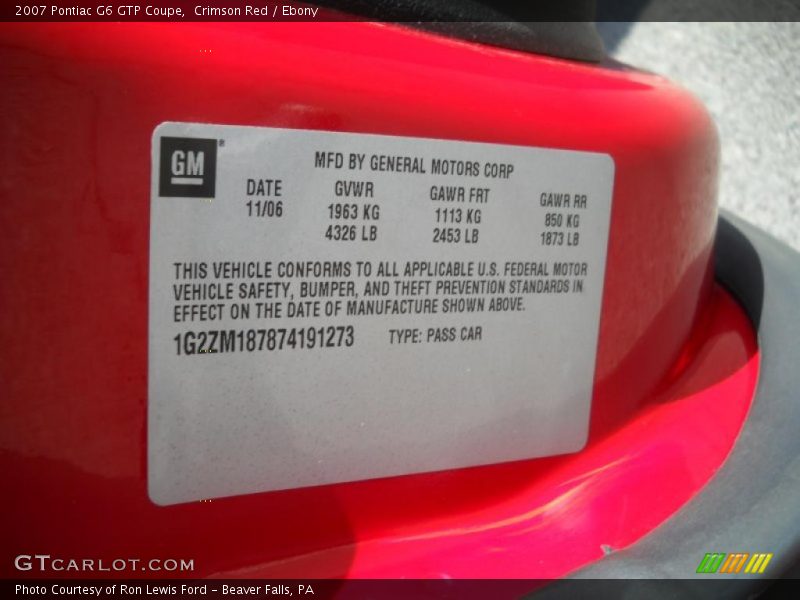 2007 Pontiac G6 GTP Coupe,  Crimson Red / Ebony
GM®
MFD BY GENERAL MOTORS CORP
DATE GVWR GAWR FRT GAWR RR
11/06 1963 KG 1113 KG 850 KG
4326 LB 2453 LB 1873 LB
THIS VEHICLE CONFORMS TO ALL APPLICABLE U.S. FEDERAL MOTOR
VEHICLE SAFETY, BUMPER, AND THEFT PREVENTION STANDARDS IN
EFFECT ON THE DATE OF MANUFACTURE SHOWN ABOVE.
1G2ZM187874191273 TYPE: PASS CAR
GTCARLOT.COM
Photo Courtesy of Ron Lewis Ford - Beaver Falls, PA